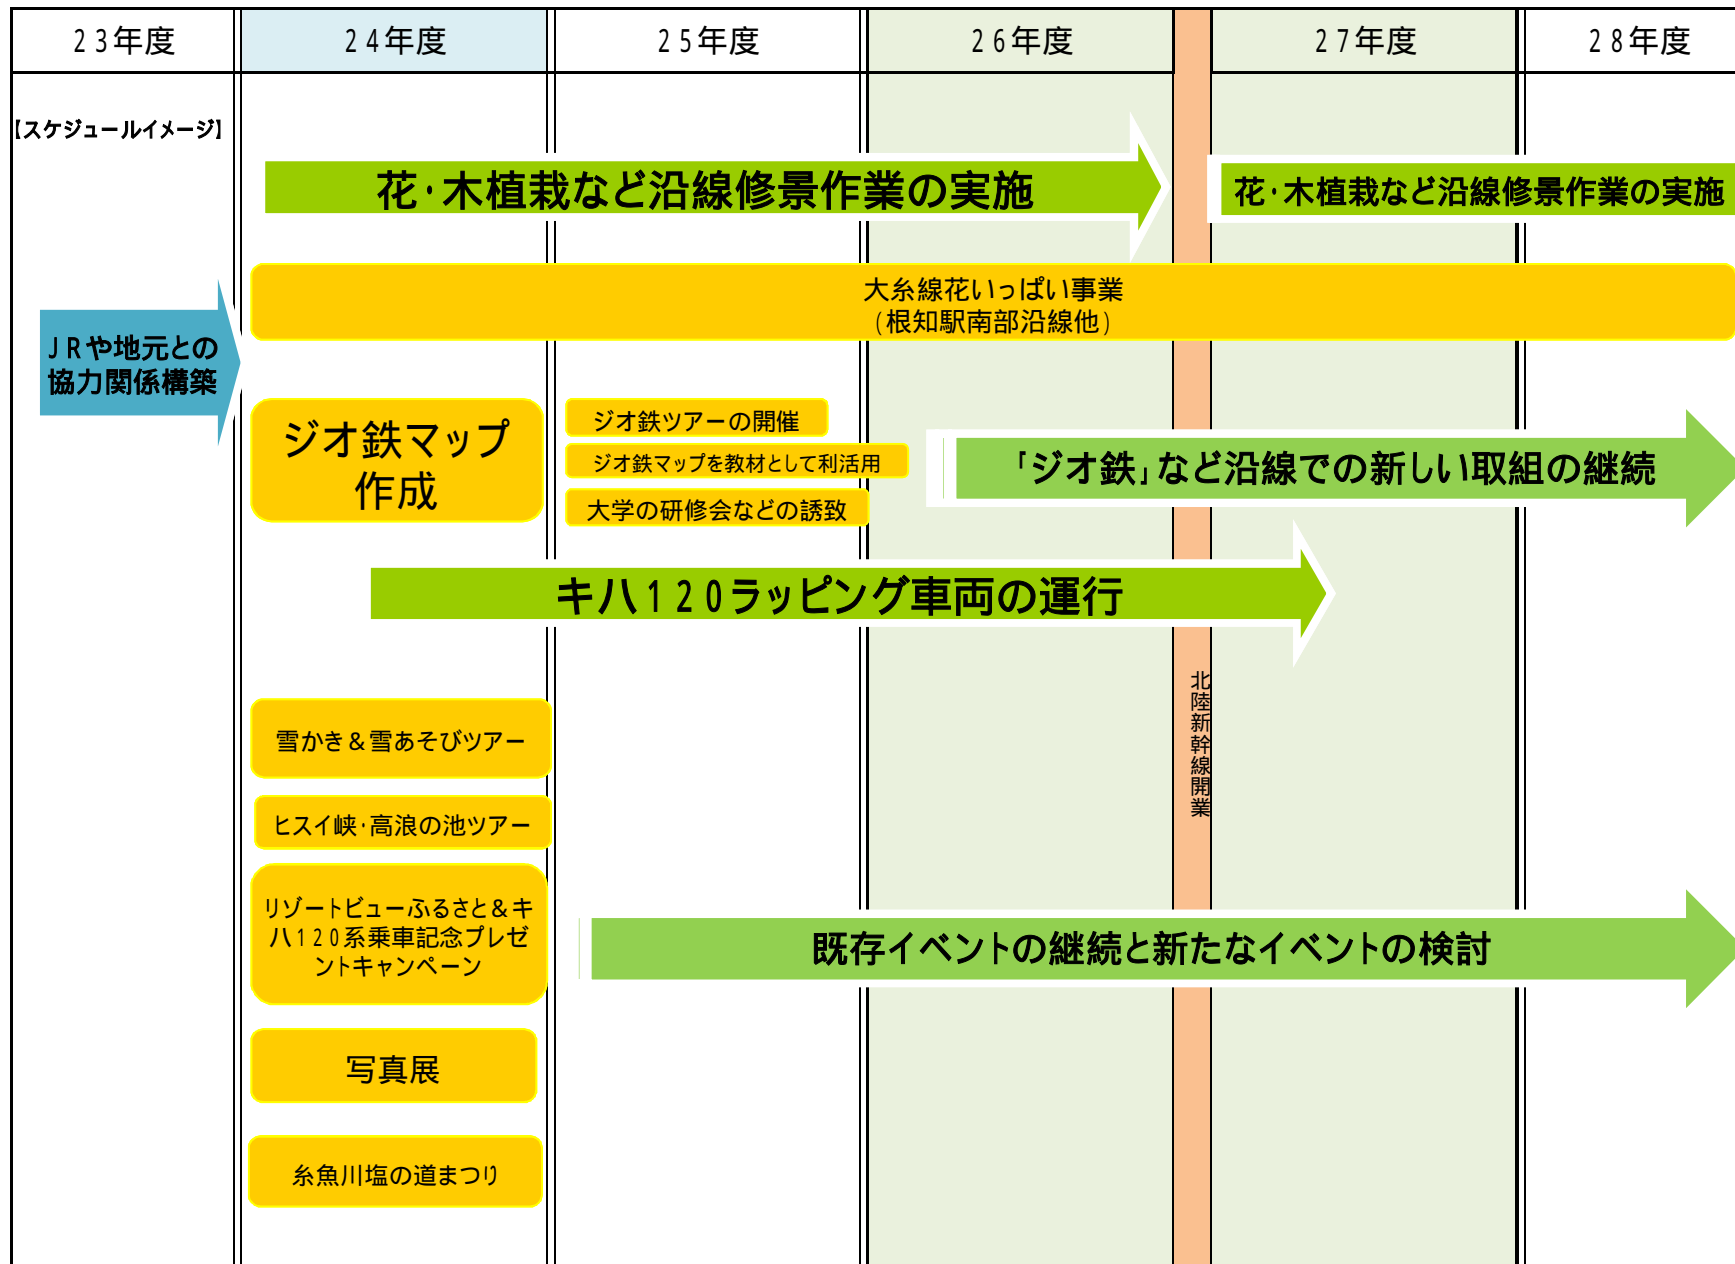 23年度
24年度
25年度
26年度
27年度
28年度
【スケジュールイメージ】
花・木植栽など沿線修景作業の実施
花・木植栽など沿線修景作業の実施
大糸線花いっぱい事業
(根知駅南部沿線他)
JRや地元との
協力関係構築
ジオ鉄マップ
作成
ジオ鉄ツアーの開催
ジオ鉄マップを教材として利活用
大学の研修会などの誘致
「ジオ鉄」など沿線での新しい取組の継続
キハ120ラッピング車両の運行
北陸新幹線開業
雪かき&雪あそびツアー
ヒスイ峡・高浪の池ツアー
リゾートビューふるさと&キ
ハ120系乗車記念プレゼ
ントキャンペーン
既存イベントの継続と新たなイベントの検討
写真展
糸魚川塩の道まつり